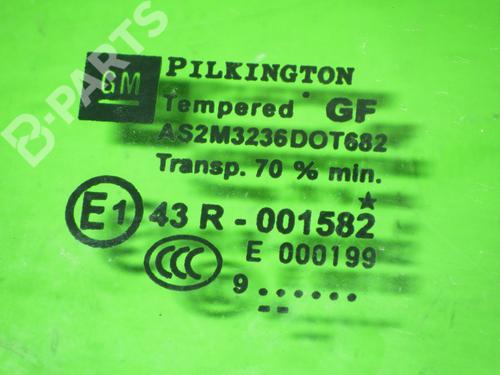 B-PARTS
GM PILKINGTON
Tempered GF
AS2M3236DOT682
Transp. 70 % min.
E1 43 R - 001582
CCC E 000199
9 ......